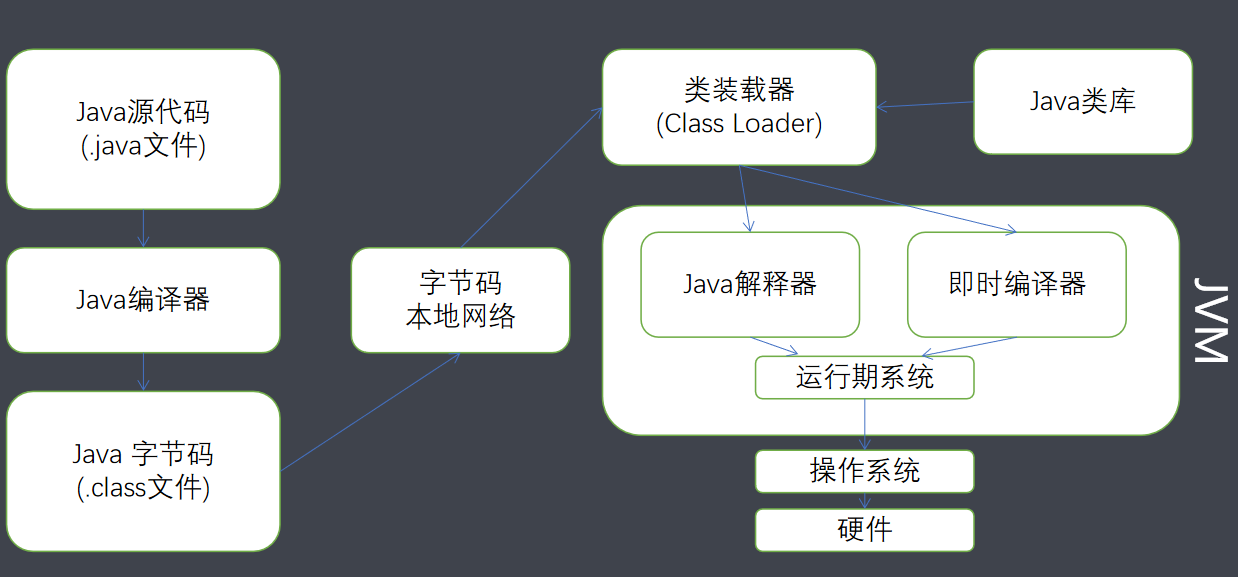 Java源代码
(.java文件)
Java编译器
Java 字节码
(.class文件)
字节码
本地网络
类装载器
(Class Loader)
Java类库
Java解释器
即时编译器
运行期系统
JVM
操作系统
硬件